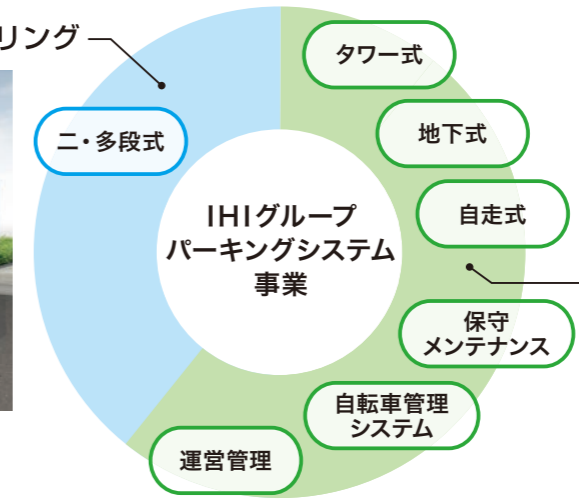 リング
タワー式
二・多段式
地下式
IHIグループ
パーキングシステム
事業
自走式
保守
メンテナンス
自転車管理
システム
運営管理